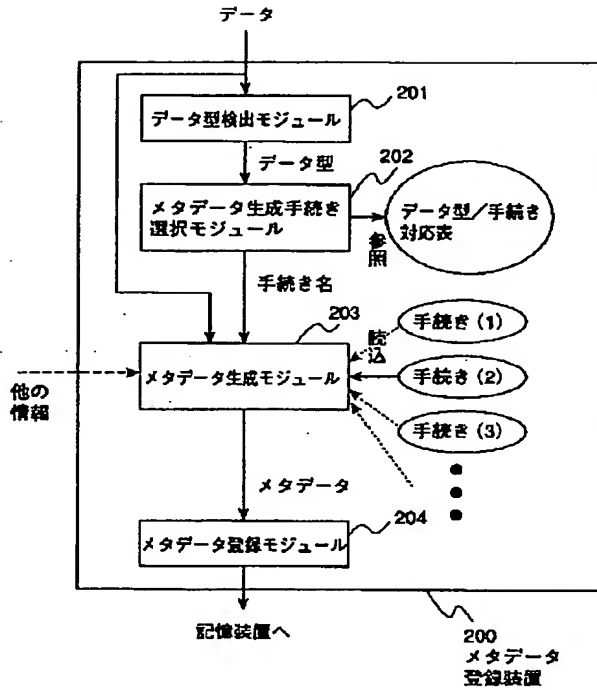 データ
201
データ型検出モジュール
データ型
202
メタデータ生成手続き
選択モジュール
参照
データ型／手続き
対応表
手続き名
203
手続き（1）
読込
他の
情報
メタデータ生成モジュール
手続き（2）
手続き（3）
メタデータ
204
メタデータ登録モジュール
記憶装置へ
200
メタデータ
登録装置